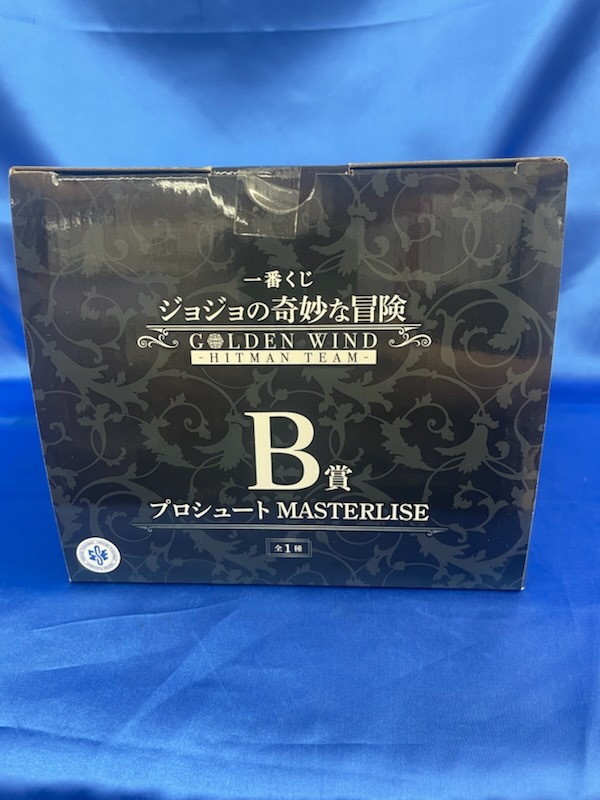 一番くじ
ジョジョの奇妙な冒険
GOLDEN WIND
-HITMAN TEAM-
B賞
プロシュート MASTERLISE
全1種